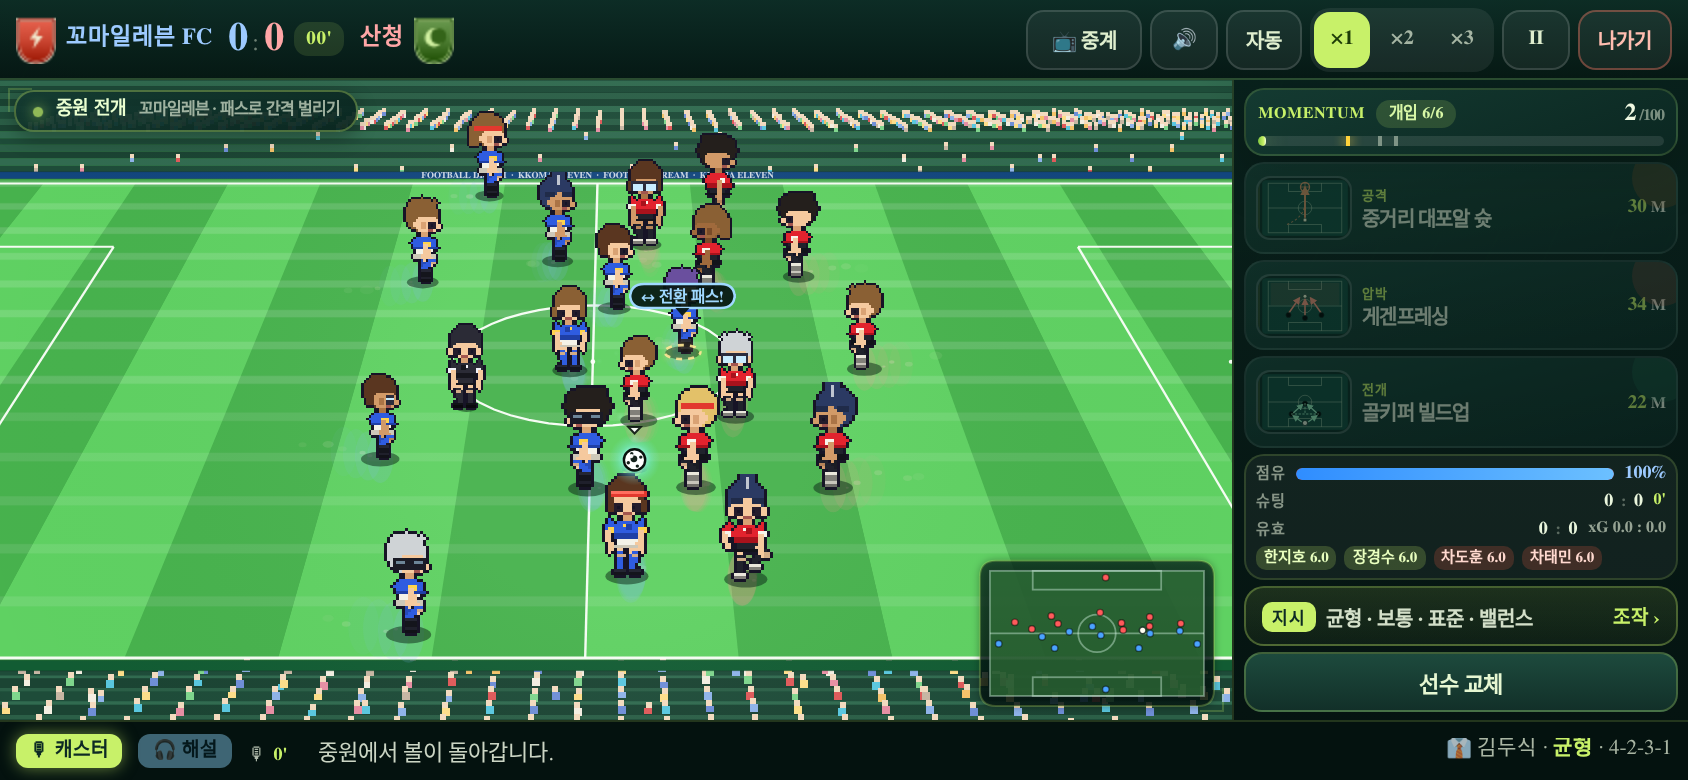 꼬마일레븐 FC 0 : 0 00' 산청
📺 중계 🔊 자동 ×1 ×2 ×3 II 나가기
중원 전개 꼬마일레븐 · 패스로 간격 벌리기
↔ 전환 패스!
MOMENTUM 개입 6/6 2 /100
공격
중거리 대포알 슛 30 M
압박
게겐프레싱 34 M
전개
골키퍼 빌드업 22 M
점유 100%
슈팅 0 : 0 0'
유효 0 : 0 xG 0.0 : 0.0
한지호 6.0 장경수 6.0 차도훈 6.0 차태민 6.0
지시 균형 · 보통 · 표준 · 밸런스 조작 ›
선수 교체
🎙 캐스터 🎧 해설 🎙 0' 중원에서 볼이 돌아갑니다.
👔 김두식 · 균형 · 4-2-3-1